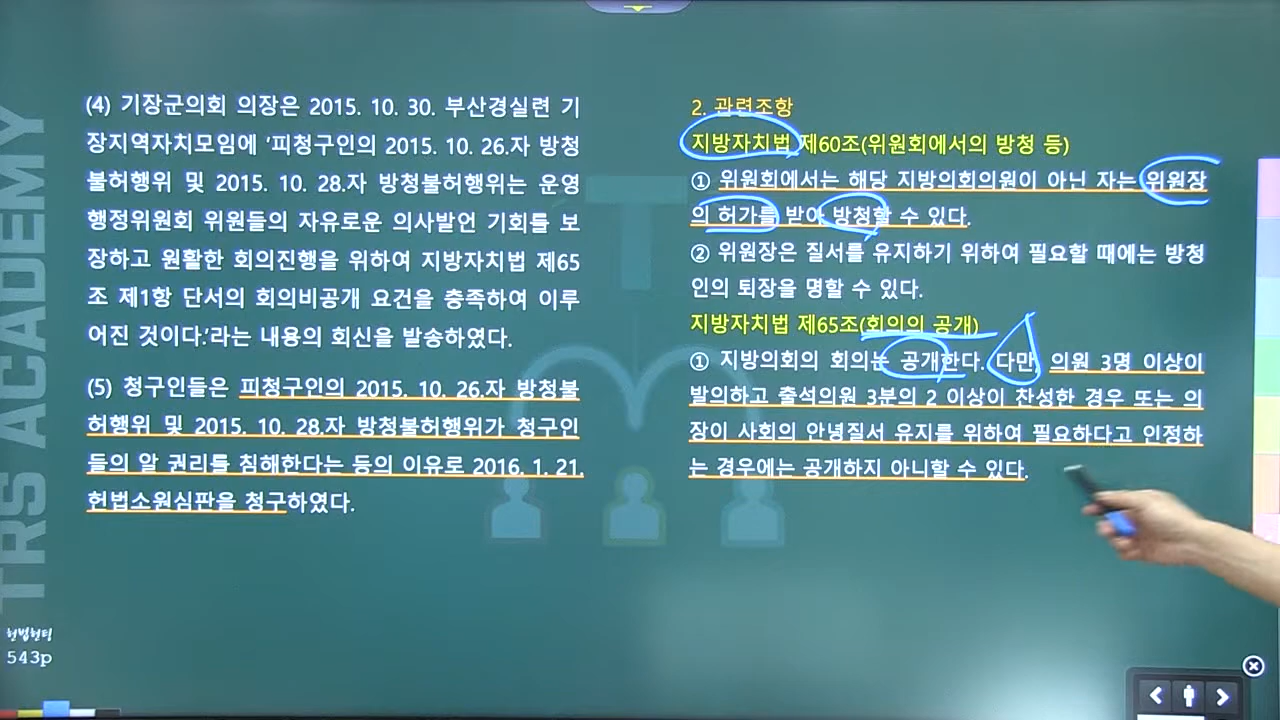 (4) 기장군의회 의장은 2015. 10. 30. 부산경실련 기
장지역자치모임에 '피청구인의 2015. 10. 26.자 방청
불허행위 및 2015. 10. 28.자 방청불허행위는 운영
행정위원회 위원들의 자유로운 의사발언 기회를 보
장하고 원활한 회의진행을 위하여 지방자치법 제65
조 제1항 단서의 회의비공개 요건을 충족하여 이루
어진 것이다.'라는 내용의 회신을 발송하였다.
(5) 청구인들은 피청구인의 2015. 10. 26.자 방청불
허행위 및 2015. 10. 28.자 방청불허행위가 청구인
들의 알 권리를 침해한다는 등의 이유로 2016. 1. 21.
헌법소원심판을 청구하였다.
2. 관련조항
지방자치법 제60조(위원회에서의 방청 등)
① 위원회에서는 해당 지방의회의원이 아닌 자는 위원장
의 허가를 받아 방청할 수 있다.
② 위원장은 질서를 유지하기 위하여 필요할 때에는 방청
인의 퇴장을 명할 수 있다.
지방자치법 제65조(회의의 공개)
① 지방의회의 회의는 공개한다. 다만, 의원 3명 이상이
발의하고 출석의원 3분의 2 이상이 찬성한 경우 또는 의
장이 사회의 안녕질서 유지를 위하여 필요하다고 인정하
는 경우에는 공개하지 아니할 수 있다.
TRS ACADEMY
헌법헌팅
543p